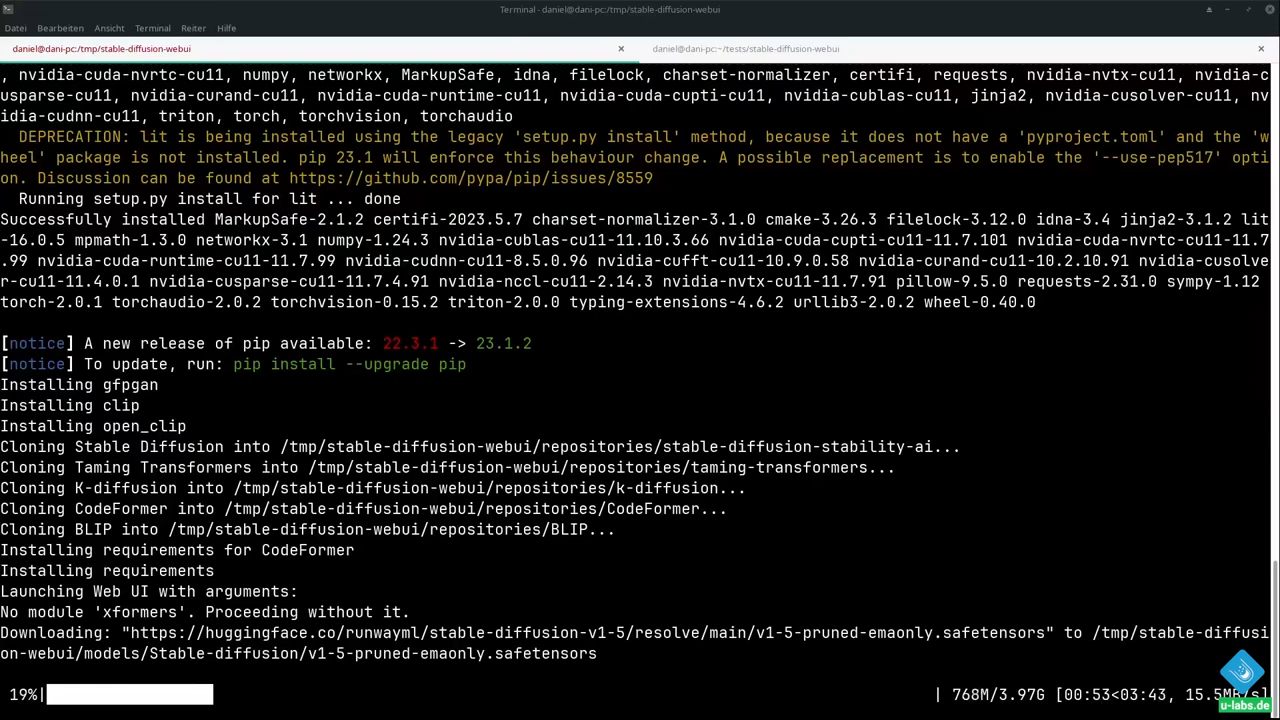 Terminal - daniel@dani-pc:/tmp/stable-diffusion-webui
Datei Bearbeiten Ansicht Terminal Reiter Hilfe
daniel@dani-pc:/tmp/stable-diffusion-webui
daniel@dani-pc:~/tests/stable-diffusion-webui
, nvidia-cuda-nvrtc-cu11, numpy, networkx, MarkupSafe, idna, filelock, charset-normalizer, certifi, requests, nvidia-nvtx-cu11, nvidia-c
usparse-cu11, nvidia-curand-cu11, nvidia-cuda-runtime-cu11, nvidia-cuda-cupti-cu11, nvidia-cublas-cu11, jinja2, nvidia-cusolver-cu11, nv
idia-cudnn-cu11, triton, torch, torchvision, torchaudio
DEPRECATION: lit is being installed using the legacy 'setup.py install' method, because it does not have a 'pyproject.toml' and the 'w
heel' package is not installed. pip 23.1 will enforce this behaviour change. A possible replacement is to enable the '--use-pep517' opti
on. Discussion can be found at https://github.com/pypa/pip/issues/8559
Running setup.py install for lit ... done
Successfully installed MarkupSafe-2.1.2 certifi-2023.5.7 charset-normalizer-3.1.0 cmake-3.26.3 filelock-3.12.0 idna-3.4 jinja2-3.1.2 lit
-16.0.5 mpmath-1.3.0 networkx-3.1 numpy-1.24.3 nvidia-cublas-cu11-11.10.3.66 nvidia-cuda-cupti-cu11-11.7.101 nvidia-cuda-nvrtc-cu11-11.7
.99 nvidia-cuda-runtime-cu11-11.7.99 nvidia-cudnn-cu11-8.5.0.96 nvidia-cufft-cu11-10.9.0.58 nvidia-curand-cu11-10.2.10.91 nvidia-cusolve
r-cu11-11.4.0.1 nvidia-cusparse-cu11-11.7.4.91 nvidia-nccl-cu11-2.14.3 nvidia-nvtx-cu11-11.7.91 pillow-9.5.0 requests-2.31.0 sympy-1.12
torch-2.0.1 torchaudio-2.0.2 torchvision-0.15.2 triton-2.0.0 typing-extensions-4.6.2 urllib3-2.0.2 wheel-0.40.0
[notice] A new release of pip available: 22.3.1 -> 23.1.2
[notice] To update, run: pip install --upgrade pip
Installing gfpgan
Installing clip
Installing open_clip
Cloning Stable Diffusion into /tmp/stable-diffusion-webui/repositories/stable-diffusion-stability-ai...
Cloning Taming Transformers into /tmp/stable-diffusion-webui/repositories/taming-transformers...
Cloning K-diffusion into /tmp/stable-diffusion-webui/repositories/k-diffusion...
Cloning CodeFormer into /tmp/stable-diffusion-webui/repositories/CodeFormer...
Cloning BLIP into /tmp/stable-diffusion-webui/repositories/BLIP...
Installing requirements for CodeFormer
Installing requirements
Launching Web UI with arguments:
No module 'xformers'. Proceeding without it.
Downloading: "https://huggingface.co/runwayml/stable-diffusion-v1-5/resolve/main/v1-5-pruned-emaonly.safetensors" to /tmp/stable-diffusi
on-webui/models/Stable-diffusion/v1-5-pruned-emaonly.safetensors
19%| | 768M/3.97G [00:53<03:43, 15.5MB/s]
u-labs.de